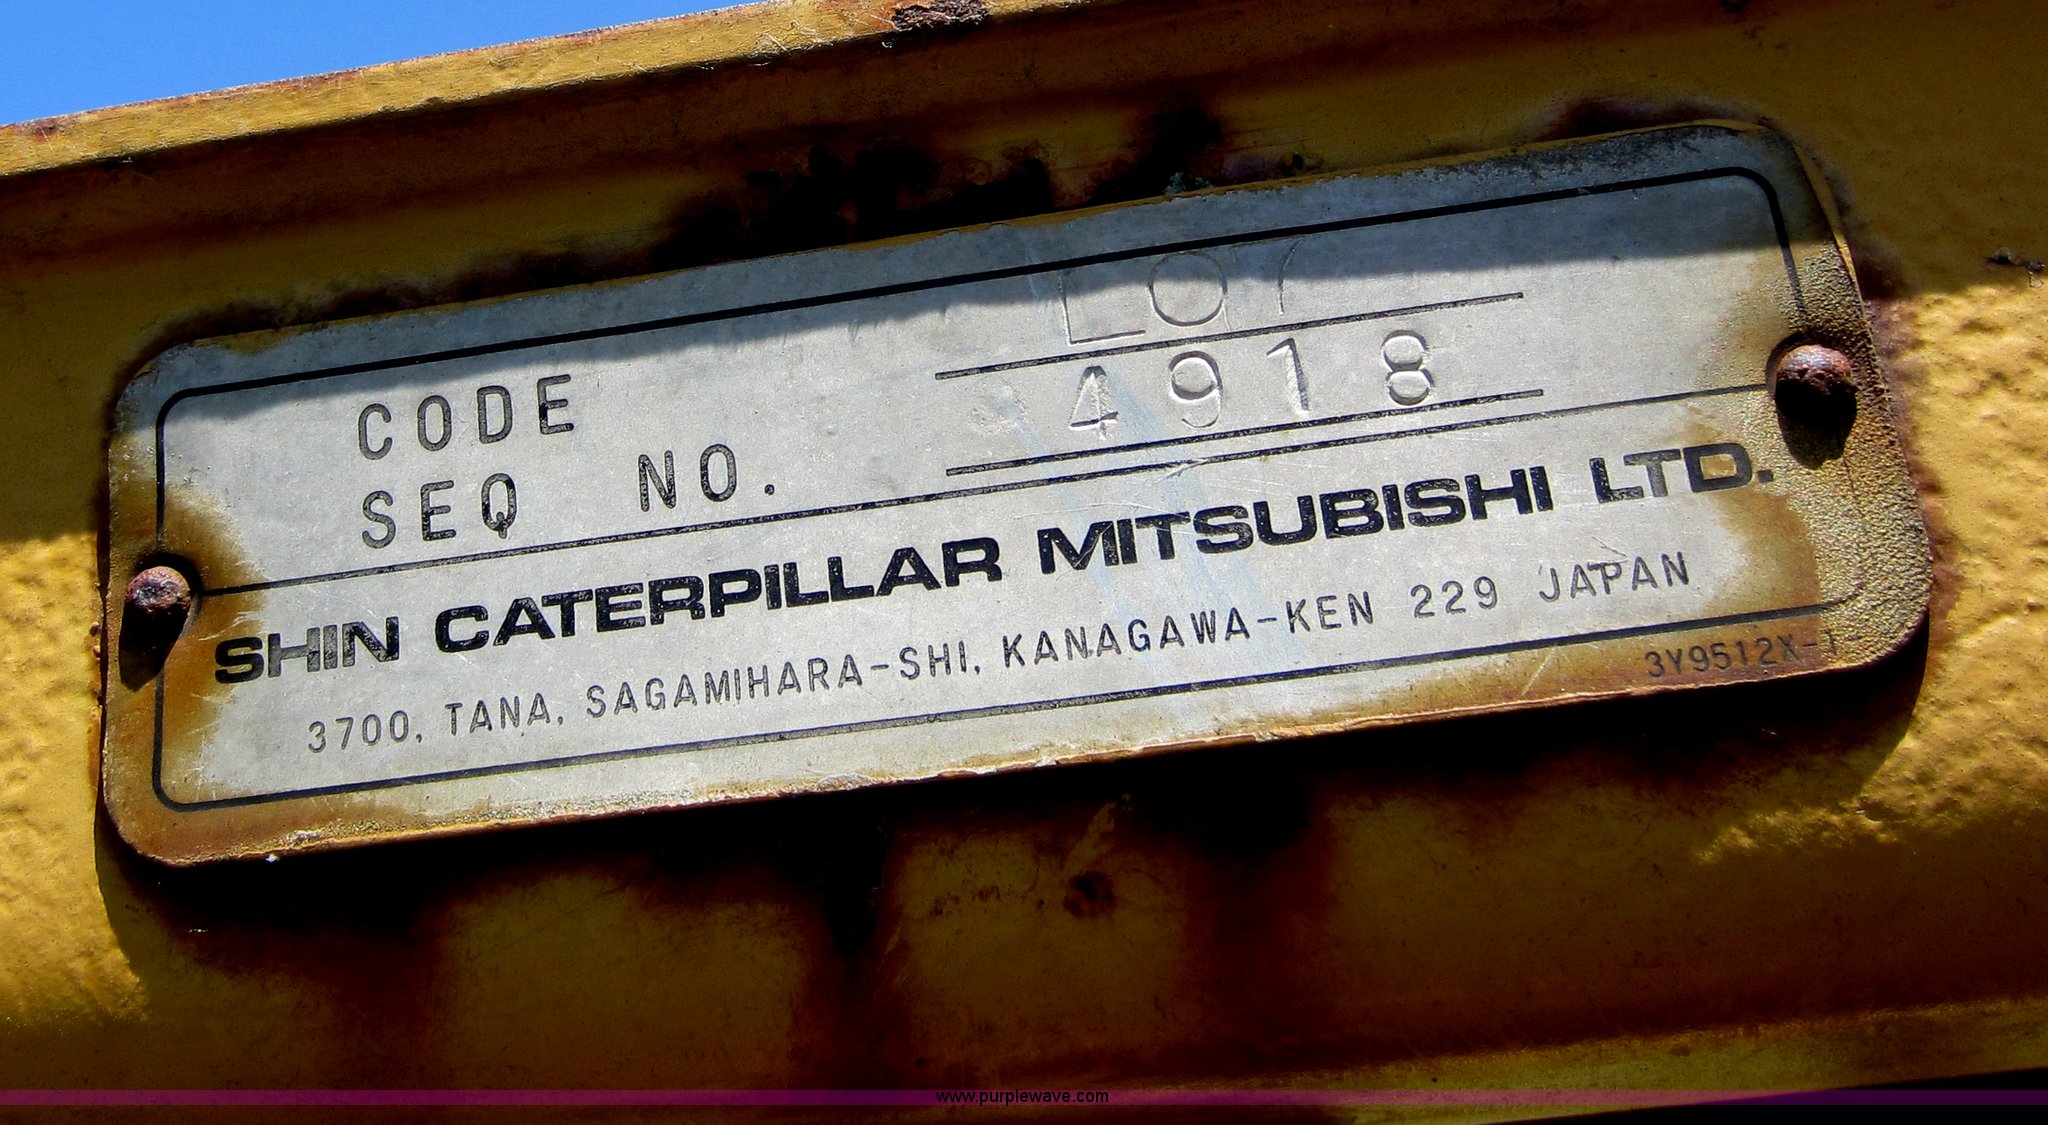 CODE
SEQ NO. 4918
SHIN CATERPILLAR MITSUBISHI LTD.
3700, TANA, SAGAMIHARA-SHI, KANAGAWA-KEN 229 JAPAN
3Y9512X-1
www.purplewave.com